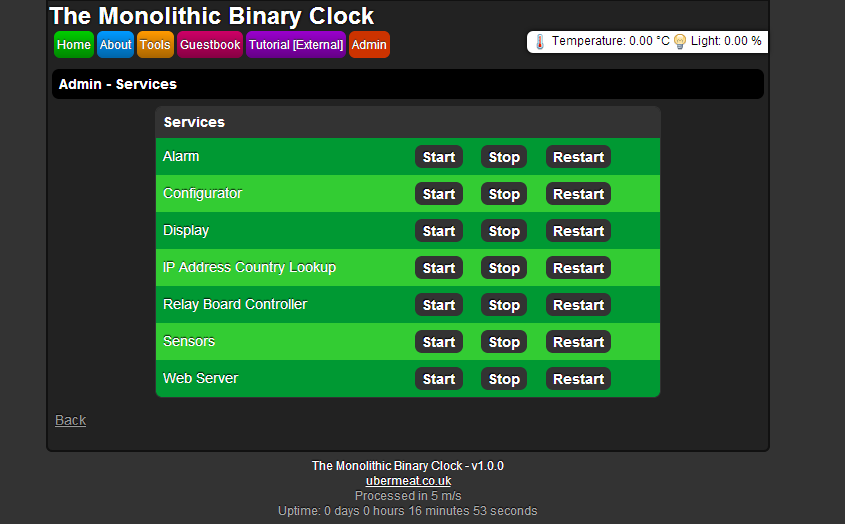 The Monolithic Binary Clock
Home About Tools Guestbook Tutorial [External] Admin Temperature: 0.00 °C Light: 0.00 %
Admin - Services
Services
Alarm Start Stop Restart
Configurator Start Stop Restart
Display Start Stop Restart
IP Address Country Lookup Start Stop Restart
Relay Board Controller Start Stop Restart
Sensors Start Stop Restart
Web Server Start Stop Restart
Back
The Monolithic Binary Clock - v1.0.0
ubermeat.co.uk
Processed in 5 m/s
Uptime: 0 days 0 hours 16 minutes 53 seconds